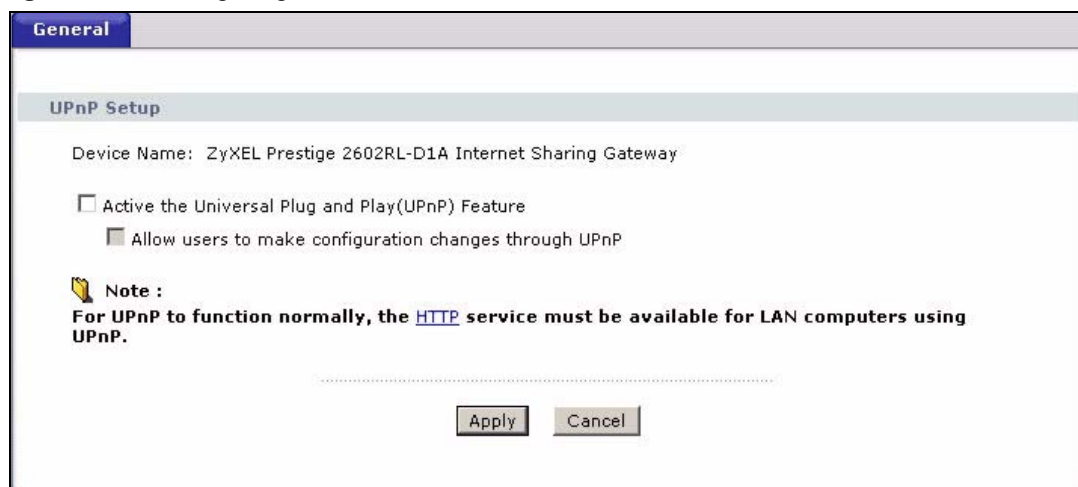 General
UPnP Setup
Device Name: ZyXEL Prestige 2602RL-D1A Internet Sharing Gateway
Active the Universal Plug and Play(UPnP) Feature
Allow users to make configuration changes through UPnP
Note :
For UPnP to function normally, the HTTP service must be available for LAN computers using
UPnP.
Apply Cancel